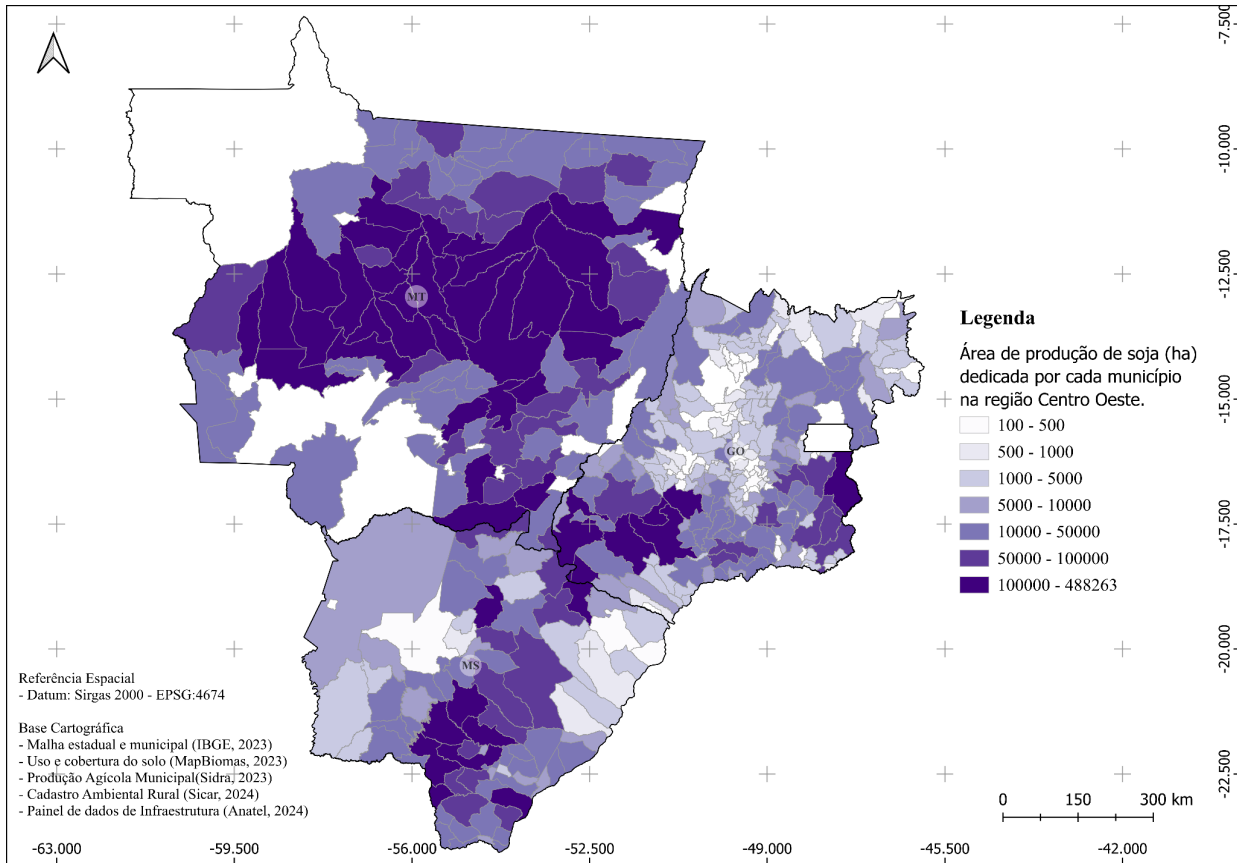 -7.500
-10.000
-12.500
MT
Legenda
Área de produção de soja (ha)
dedicada por cada município
na região Centro Oeste.
100 - 500
500 - 1000
1000 - 5000
5000 - 10000
10000 - 50000
50000 - 100000
100000 - 488263
-15.000
GO
-17.500
-20.000
MS
Referência Espacial
- Datum: Sirgas 2000 - EPSG:4674
Base Cartográfica
- Malha estadual e municipal (IBGE, 2023)
- Uso e cobertura do solo (MapBiomas, 2023)
- Produção Agícola Municipal(Sidra, 2023)
- Cadastro Ambiental Rural (Sicar, 2024)
- Painel de dados de Infraestrutura (Anatel, 2024)
-22.500
0 150 300 km
-63.000 -59.500 -56.000 -52.500 -49.000 -45.500 -42.000